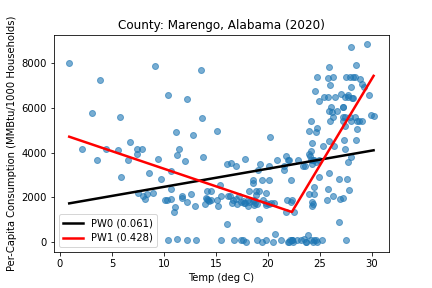 County: Marengo, Alabama (2020)
Per-Capita Consumption (MMBtu/1000 Households)
8000
6000
4000
2000
0
PW0 (0.061)
PW1 (0.428)
0 5 10 15 20 25 30
Temp (deg C)